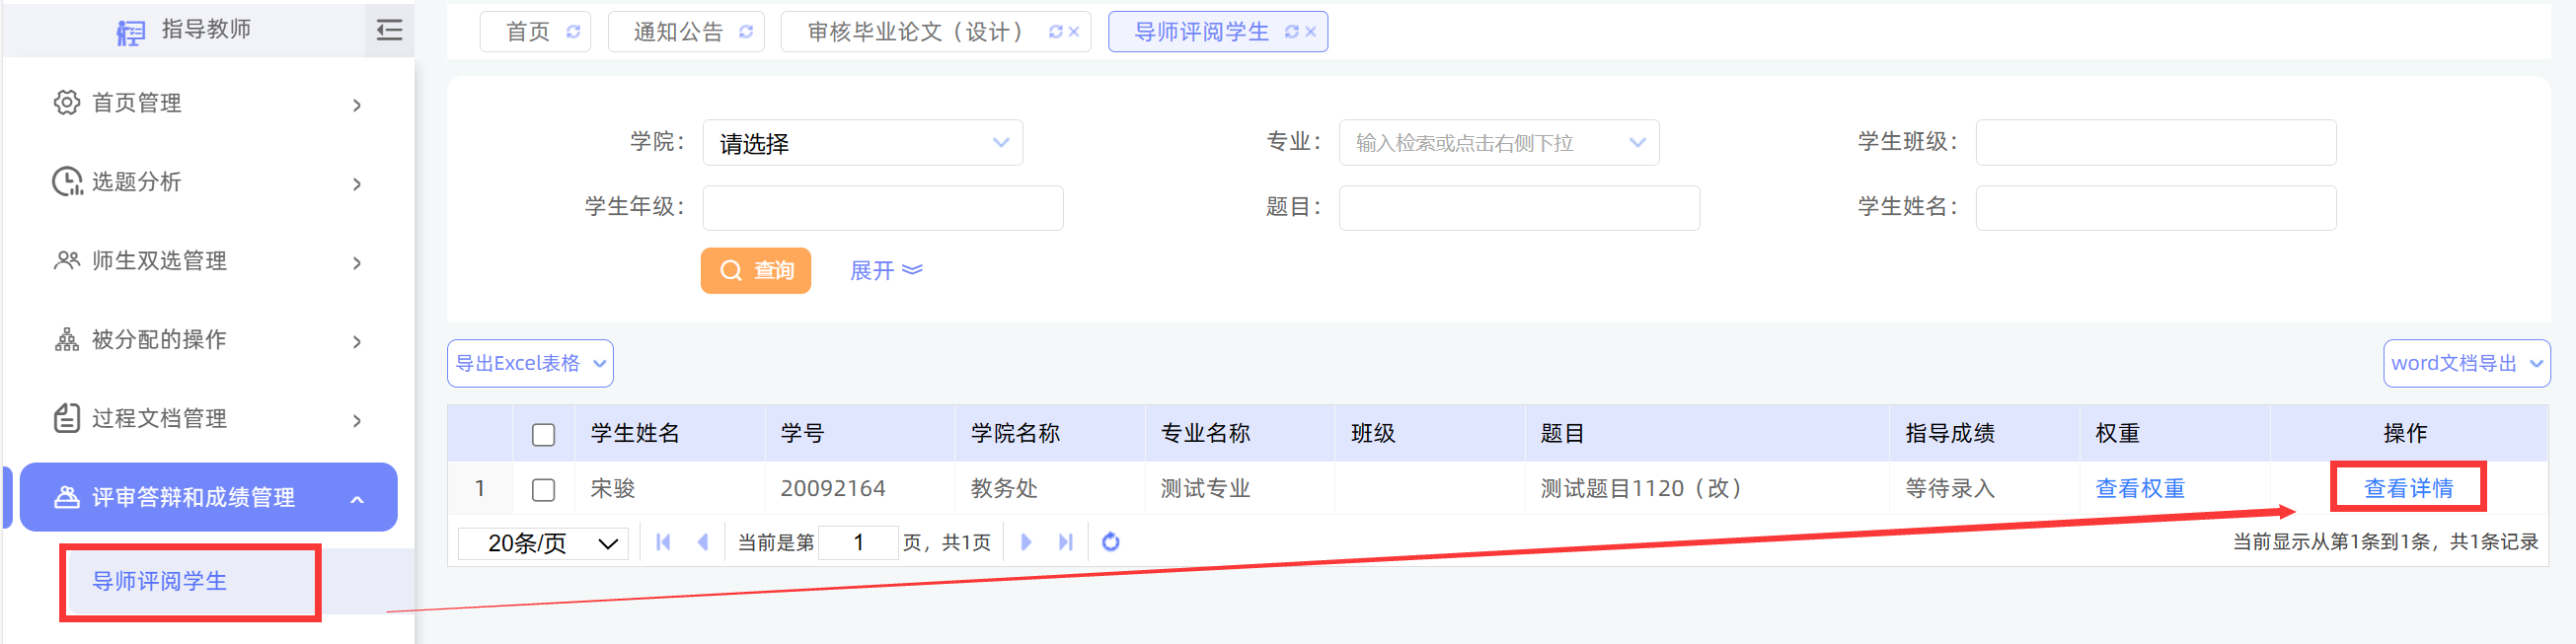 指导教师
首页
通知公告
审核毕业论文（设计）
导师评阅学生
首页管理
选题分析
师生双选管理
被分配的操作
过程文档管理
评审答辩和成绩管理
导师评阅学生
学院： 请选择
专业： 输入检索或点击右侧下拉
学生班级：
学生年级：
题目：
学生姓名：
查询 展开
导出Excel表格
word文档导出
学生姓名 学号 学院名称 专业名称 班级 题目 指导成绩 权重 操作
1 宋骏 20092164 教务处 测试专业 测试题目1120（改） 等待录入 查看权重 查看详情
20条/页 当前是第 1 页，共1页 当前显示从第1条到1条，共1条记录